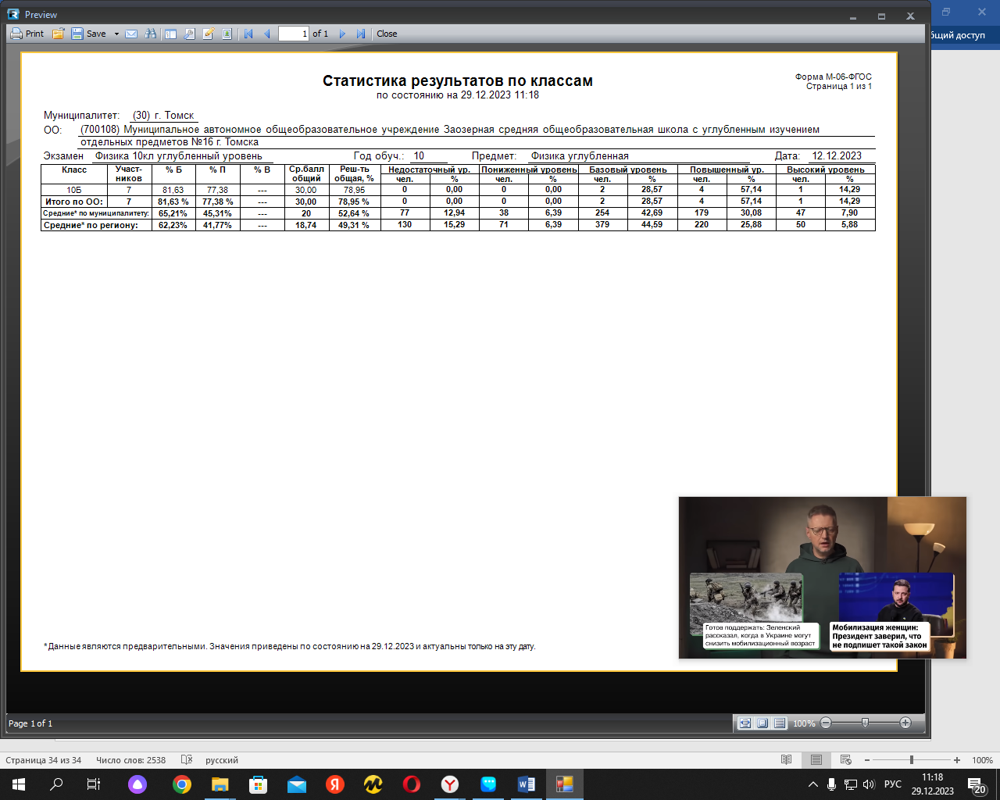 Preview
бщий доступ
Print Save 1 of 1 Close
Статистика результатов по классам
по состоянию на 29.12.2023 11:18
Форма М-06-ФГОС
Страница 1 из 1
Муниципалитет: (30) г. Томск
ОО: (700108) Муниципальное автономное общеобразовательное учреждение Заозерная средняя общеобразовательная школа с углубленным изучением
отдельных предметов №16 г. Томска
Экзамен Физика 10кл углубленный уровень Год обуч.: 10 Предмет: Физика углубленная Дата: 12.12.2023
Класс Участ- % Б % П % В Ср.балл Реш-ть Недостаточный ур. Пониженный уровень Базовый уровень Повышенный ур. Высокий уровень
ников общий общая, % чел. % чел. % чел. % чел. % чел. %
10Б 7 81,63 77,38 --- 30,00 78,95 0 0,00 0 0,00 2 28,57 4 57,14 1 14,29
Итого по ОО: 7 81,63 % 77,38 % --- 30,00 78,95 % 0 0,00 0 0,00 2 28,57 4 57,14 1 14,29
Средние* по муниципалитету: 65,21% 45,31% --- 20 52,64 % 77 12,94 38 6,39 254 42,69 179 30,08 47 7,90
Средние* по региону: 62,23% 41,77% --- 18,74 49,31 % 130 15,29 71 6,39 379 44,59 220 25,88 50 5,88
Готов поддержать: Зеленский
рассказал, когда в Украине могут
снизить мобилизационный возраст
Мобилизация женщин:
Президент заверил, что
не подпишет такой закон
*Данные являются предварительными. Значения приведены по состоянию на 29.12.2023 и актуальны только на эту дату.
Page 1 of 1 100%
Страница 34 из 34 Число слов: 2538 русский 100%
РУС 11:18
29.12.2023 20